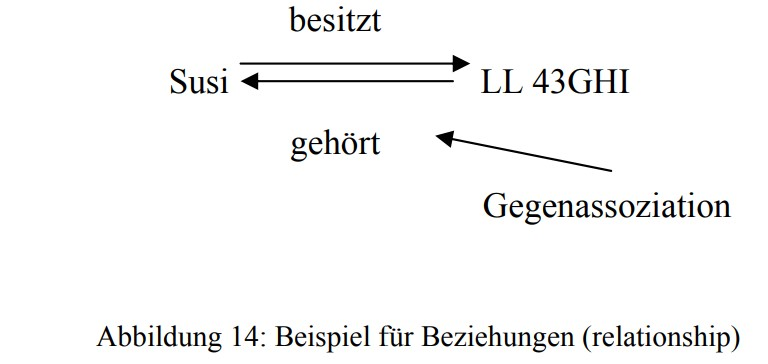 besitzt
Susi LL 43GHI
gehört
Gegenassoziation
Abbildung 14: Beispiel für Beziehungen (relationship)